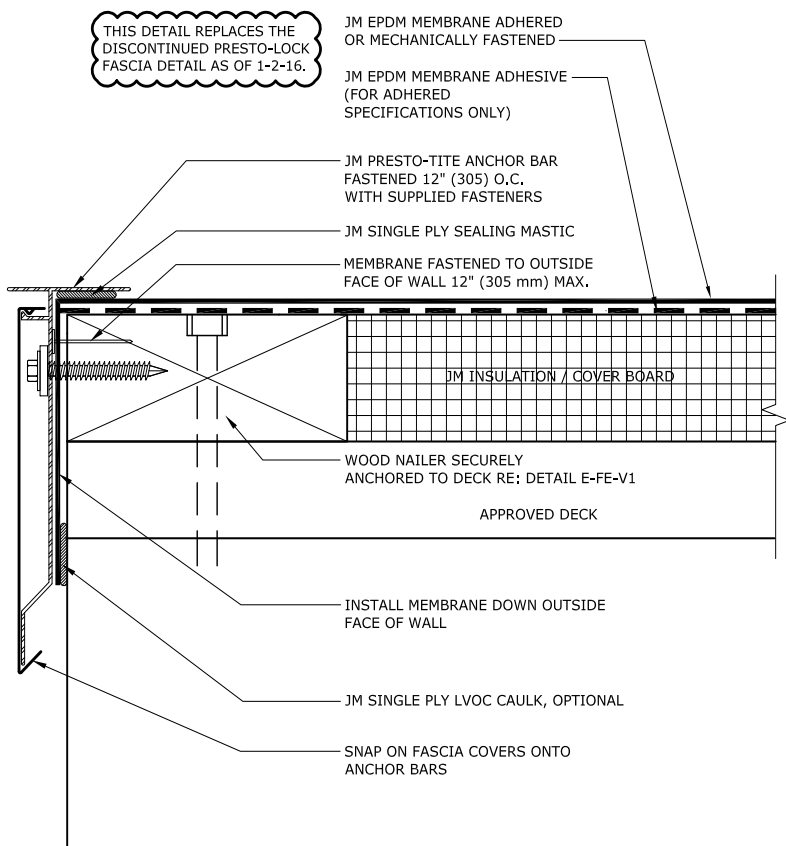 THIS DETAIL REPLACES THE
DISCONTINUED PRESTO-LOCK
FASCIA DETAIL AS OF 1-2-16.
JM EPDM MEMBRANE ADHERED
OR MECHANICALLY FASTENED
JM EPDM MEMBRANE ADHESIVE
(FOR ADHERED
SPECIFICATIONS ONLY)
JM PRESTO-TITE ANCHOR BAR
FASTENED 12" (305) O.C.
WITH SUPPLIED FASTENERS
JM SINGLE PLY SEALING MASTIC
MEMBRANE FASTENED TO OUTSIDE
FACE OF WALL 12" (305 mm) MAX.
JM INSULATION / COVER BOARD
WOOD NAILER SECURELY
ANCHORED TO DECK RE: DETAIL E-FE-V1
APPROVED DECK
INSTALL MEMBRANE DOWN OUTSIDE
FACE OF WALL
JM SINGLE PLY LVOC CAULK, OPTIONAL
SNAP ON FASCIA COVERS ONTO
ANCHOR BARS